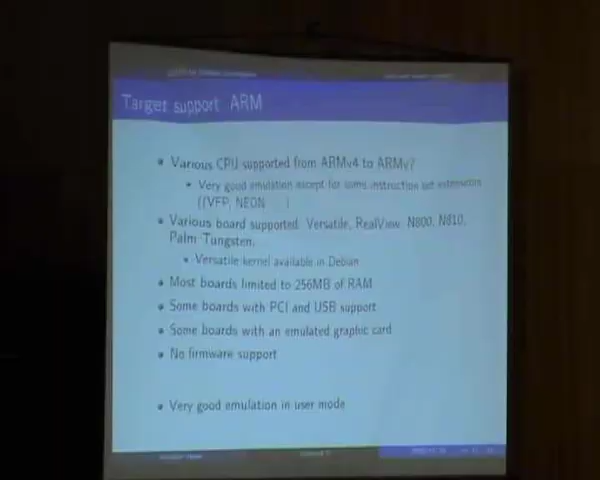 Target support ARM
Various CPU supported from ARMv4 to ARMv7
Very good emulation except for some instruction set extensions
(VFP, NEON )
Various board supported Versatile, RealView N800, N810,
Palm Tungsten,
Versatile kernel available in Debian
Most boards limited to 256MB of RAM
Some boards with PCI and USB support
Some boards with an emulated graphic card
No firmware support
Very good emulation in user mode